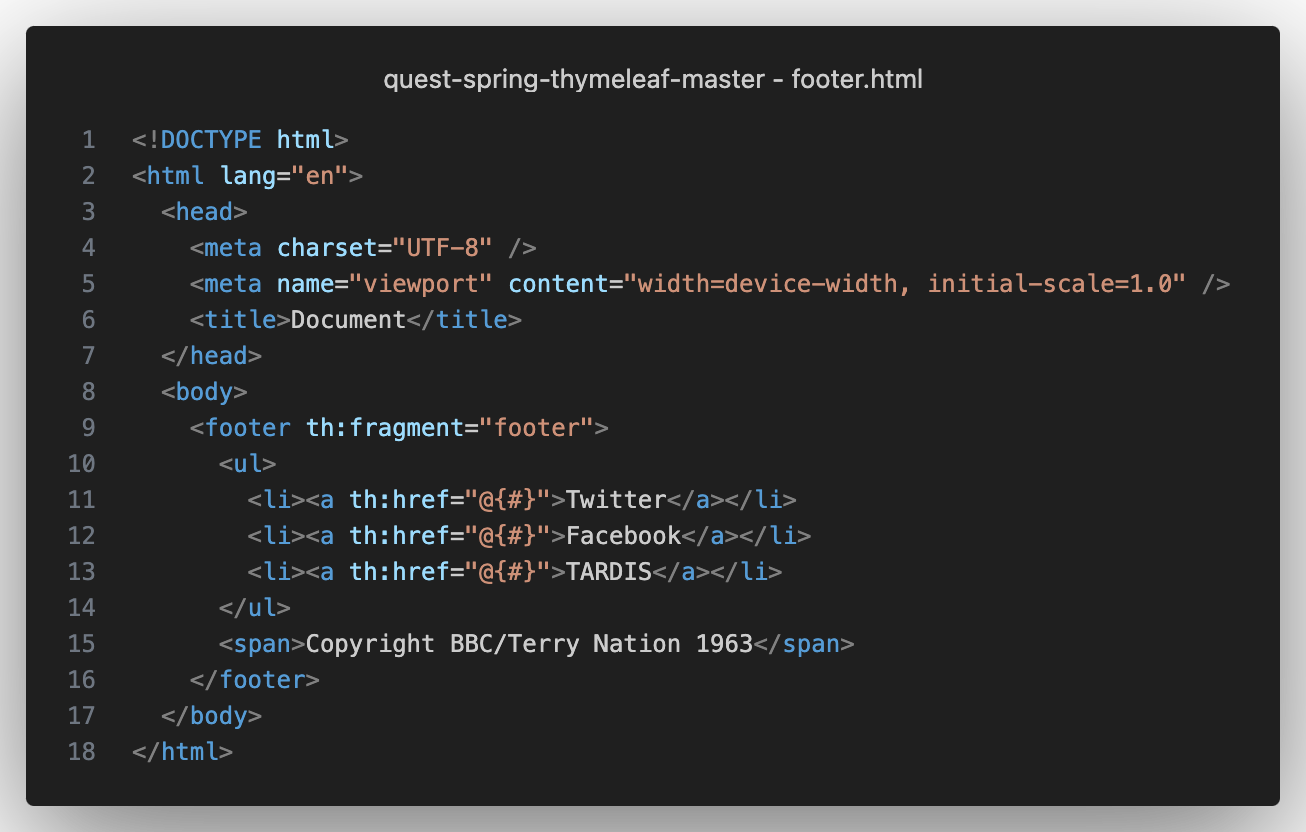 quest-spring-thymeleaf-master - footer.html
1 <!DOCTYPE html>
2 <html lang="en">
3   <head>
4     <meta charset="UTF-8" />
5     <meta name="viewport" content="width=device-width, initial-scale=1.0" />
6     <title>Document</title>
7   </head>
8   <body>
9     <footer th:fragment="footer">
10       <ul>
11         <li><a th:href="@{#}">Twitter</a></li>
12         <li><a th:href="@{#}">Facebook</a></li>
13         <li><a th:href="@{#}">TARDIS</a></li>
14       </ul>
15       <span>Copyright BBC/Terry Nation 1963</span>
16     </footer>
17   </body>
18 </html>